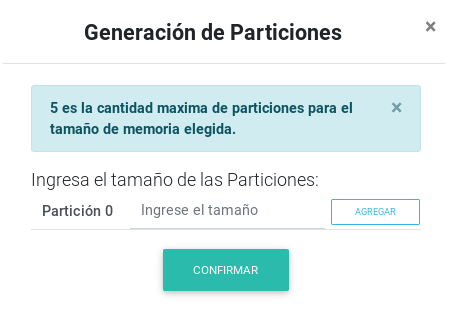 Generación de Particiones ×
5 es la cantidad maxima de particiones para el ×
tamaño de memoria elegida.
Ingresa el tamaño de las Particiones:
Partición 0 Ingrese el tamaño AGREGAR
CONFIRMAR